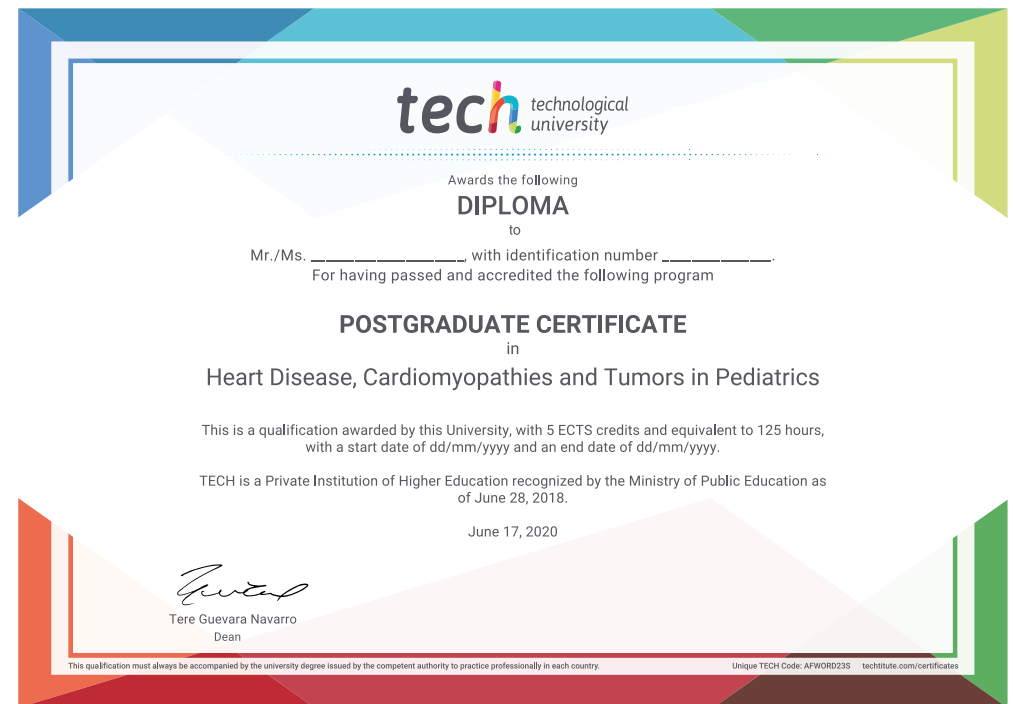 tech technological
university
Awards the following
DIPLOMA
to
Mr./Ms. ______________, with identification number __________.
For having passed and accredited the following program
POSTGRADUATE CERTIFICATE
in
Heart Disease, Cardiomyopathies and Tumors in Pediatrics
This is a qualification awarded by this University, with 5 ECTS credits and equivalent to 125 hours,
with a start date of dd/mm/yyyy and an end date of dd/mm/yyyy.
TECH is a Private Institution of Higher Education recognized by the Ministry of Public Education as
of June 28, 2018.
June 17, 2020
Tere Guevara Navarro
Dean
This qualification must always be accompanied by the university degree issued by the competent authority to practice professionally in each country.
Unique TECH Code: AFWORD23S techtitute.com/certificates